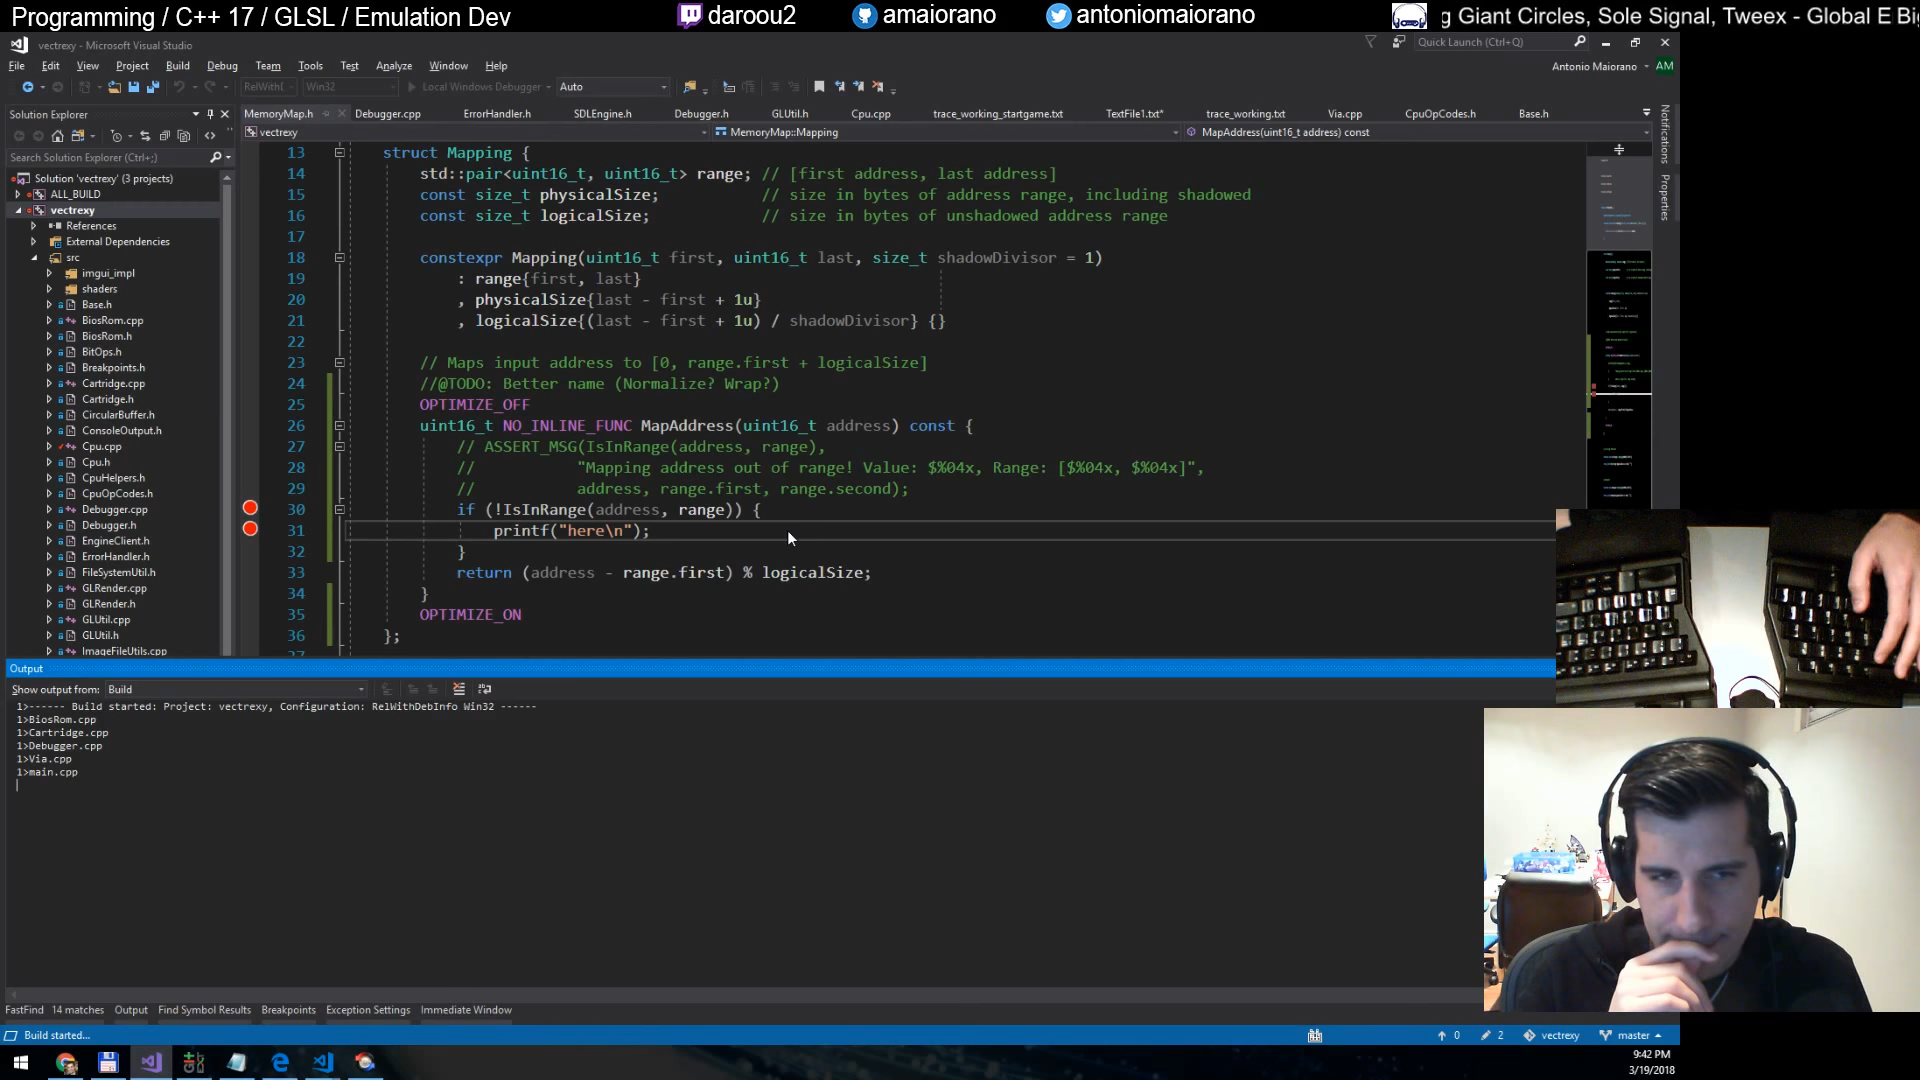 Programming / C++ 17 / GLSL / Emulation Dev
daroou2
amaiorano
antoniomaiorano
g Giant Circles, Sole Signal, Tweex - Global E Bi
vectrexy - Microsoft Visual Studio
Quick Launch (Ctrl+Q)
File Edit View Project Build Debug Team Tools Test Analyze Window Help
Antonio Maiorano AM
RelWithI Win32 Local Windows Debugger Auto
Solution Explorer
MemoryMap.h Debugger.cpp ErrorHandler.h SDLEngine.h Debugger.h GLUtil.h Cpu.cpp trace_working_startgame.txt TextFile1.txt* trace_working.txt Via.cpp CpuOpCodes.h Base.h
vectrexy MemoryMap::Mapping MapAddress(uint16_t address) const
Notifications
Properties
Search Solution Explorer (Ctrl+;)
Solution 'vectrexy' (3 projects)
ALL_BUILD
vectrexy
References
External Dependencies
src
imgui_impl
shaders
Base.h
BiosRom.cpp
BiosRom.h
BitOps.h
Breakpoints.h
Cartridge.cpp
Cartridge.h
CircularBuffer.h
ConsoleOutput.h
Cpu.cpp
Cpu.h
CpuHelpers.h
CpuOpCodes.h
Debugger.cpp
Debugger.h
EngineClient.h
ErrorHandler.h
FileSystemUtil.h
GLRender.cpp
GLRender.h
GLUtil.cpp
GLUtil.h
ImageFileUtils.cpp
13 struct Mapping {
14 std::pair<uint16_t, uint16_t> range; // [first address, last address]
15 const size_t physicalSize; // size in bytes of address range, including shadowed
16 const size_t logicalSize; // size in bytes of unshadowed address range
17
18 constexpr Mapping(uint16_t first, uint16_t last, size_t shadowDivisor = 1)
19 : range{first, last}
20 , physicalSize{last - first + 1u}
21 , logicalSize{(last - first + 1u) / shadowDivisor} {}
22
23 // Maps input address to [0, range.first + logicalSize]
24 //@TODO: Better name (Normalize? Wrap?)
25 OPTIMIZE_OFF
26 uint16_t NO_INLINE_FUNC MapAddress(uint16_t address) const {
27 // ASSERT_MSG(IsInRange(address, range),
28 // "Mapping address out of range! Value: $%04x, Range: [$%04x, $%04x]",
29 // address, range.first, range.second);
30 if (!IsInRange(address, range)) {
31 printf("here\n");
32 }
33 return (address - range.first) % logicalSize;
34 }
35 OPTIMIZE_ON
36 };
37
Output
Show output from: Build
1>------ Build started: Project: vectrexy, Configuration: RelWithDebInfo Win32 ------
1>BiosRom.cpp
1>Cartridge.cpp
1>Debugger.cpp
1>Via.cpp
1>main.cpp
FastFind 14 matches Output Find Symbol Results Breakpoints Exception Settings Immediate Window
Build started...
0 2 vectrexy master
9:42 PM
3/19/2018